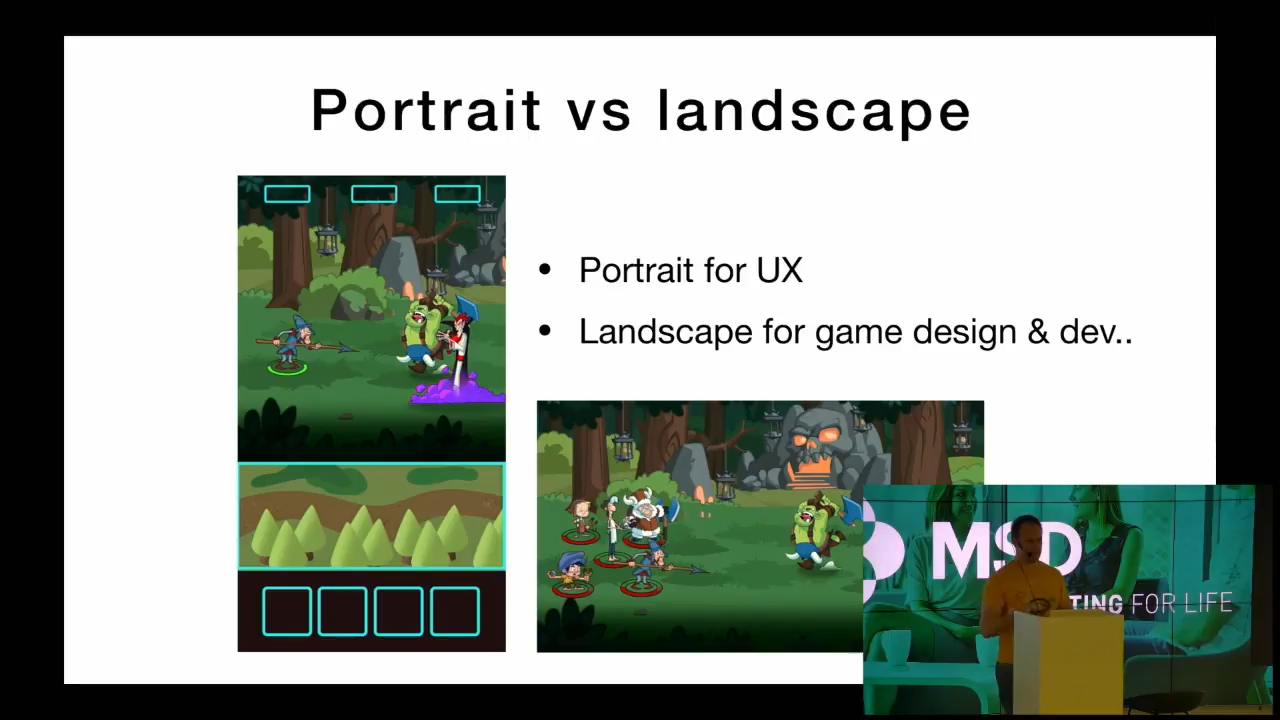 Portrait vs landscape
• Portrait for UX
• Landscape for game design & dev..
MSD
TING FOR LIFE